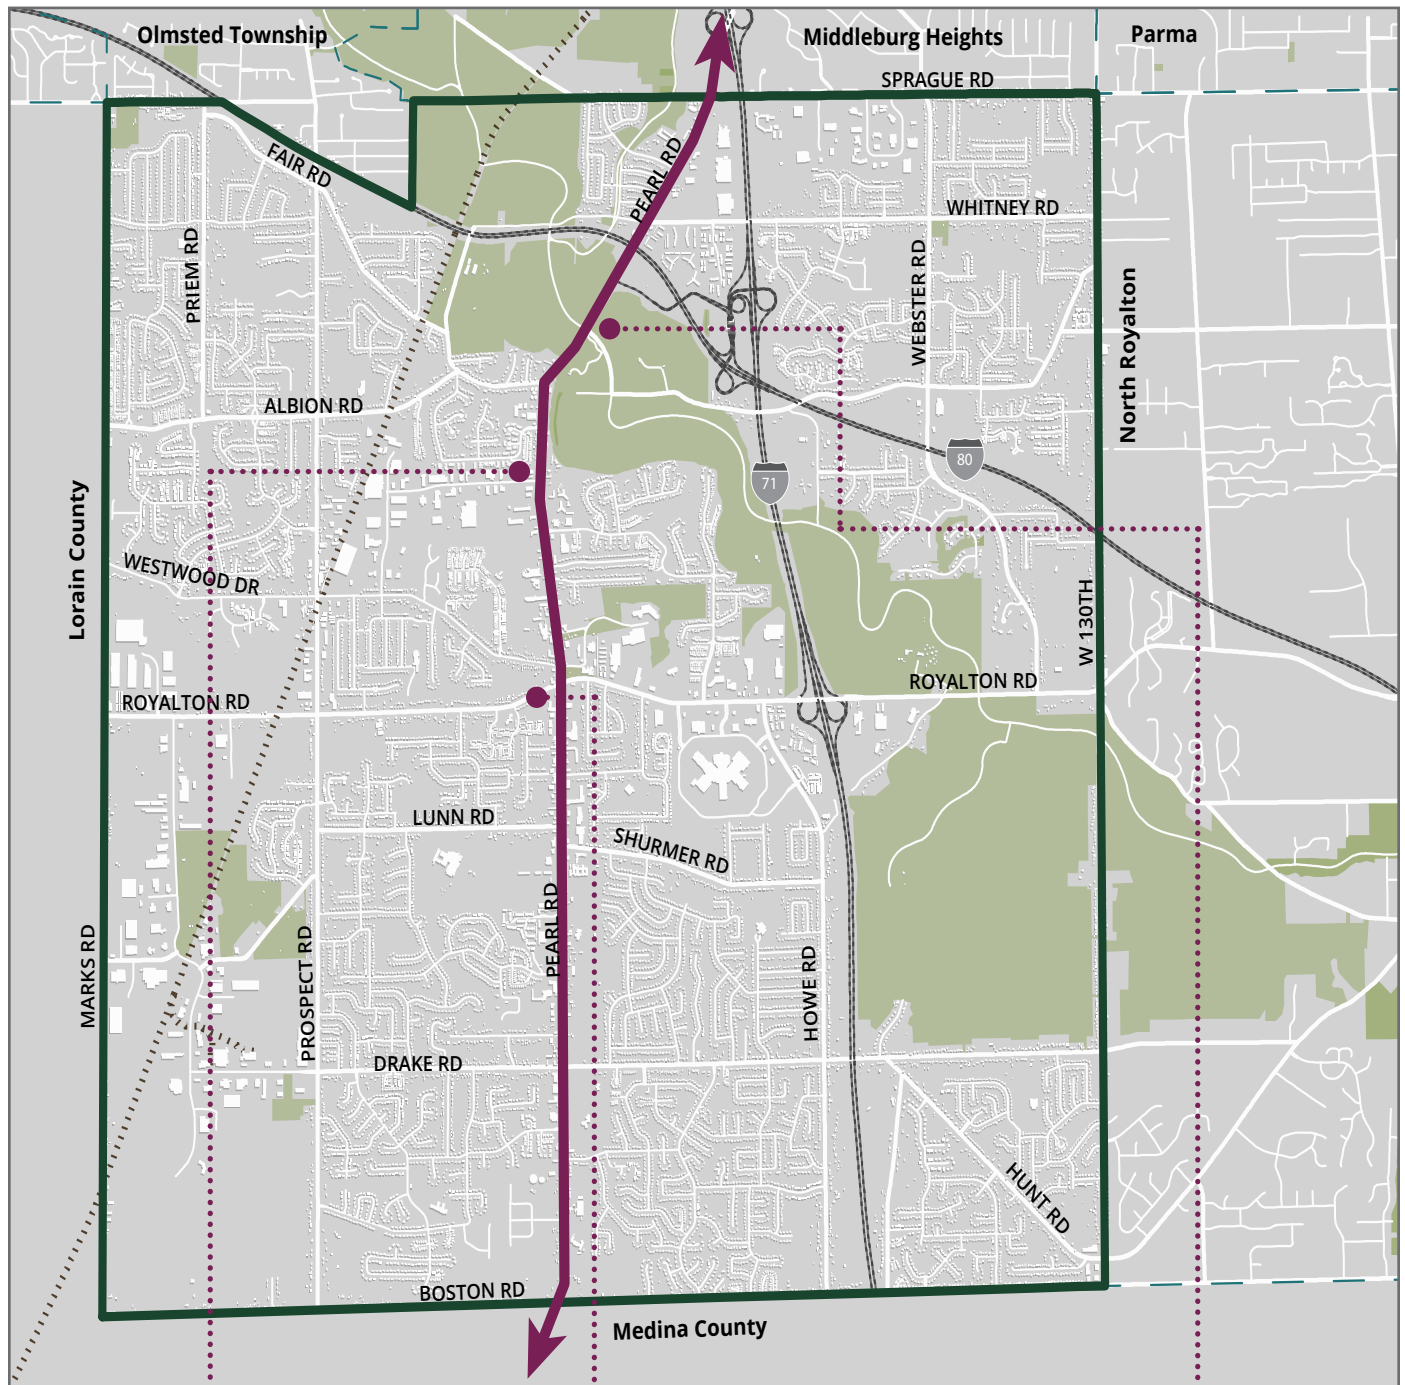 Olmsted Township
Middleburg Heights
Parma
SPRAGUE RD
FAIR RD
PEARL RD
WHITNEY RD
PRIEM RD
WEBSTER RD
North Royalton
ALBION RD
80
71
Lorain County
WESTWOOD DR
W 130TH
ROYALTON RD
ROYALTON RD
LUNN RD
SHURMER RD
PEARL RD
MARKS RD
PROSPECT RD
HOWE RD
DRAKE RD
HUNT RD
BOSTON RD
Medina County